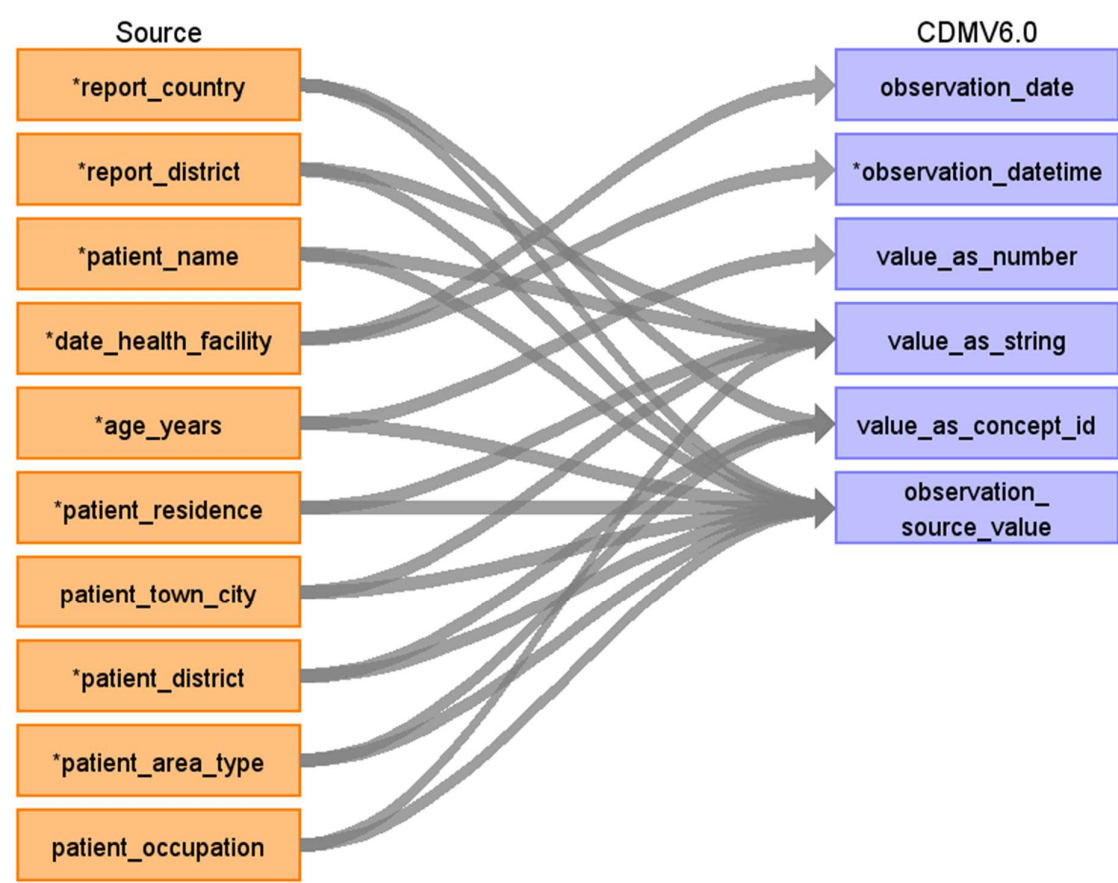 Source
CDMV6.0
*report_country
observation_date
*report_district
*observation_datetime
*patient_name
value_as_number
*date_health_facility
value_as_string
*age_years
value_as_concept_id
*patient_residence
observation_
source_value
patient_town_city
*patient_district
*patient_area_type
patient_occupation